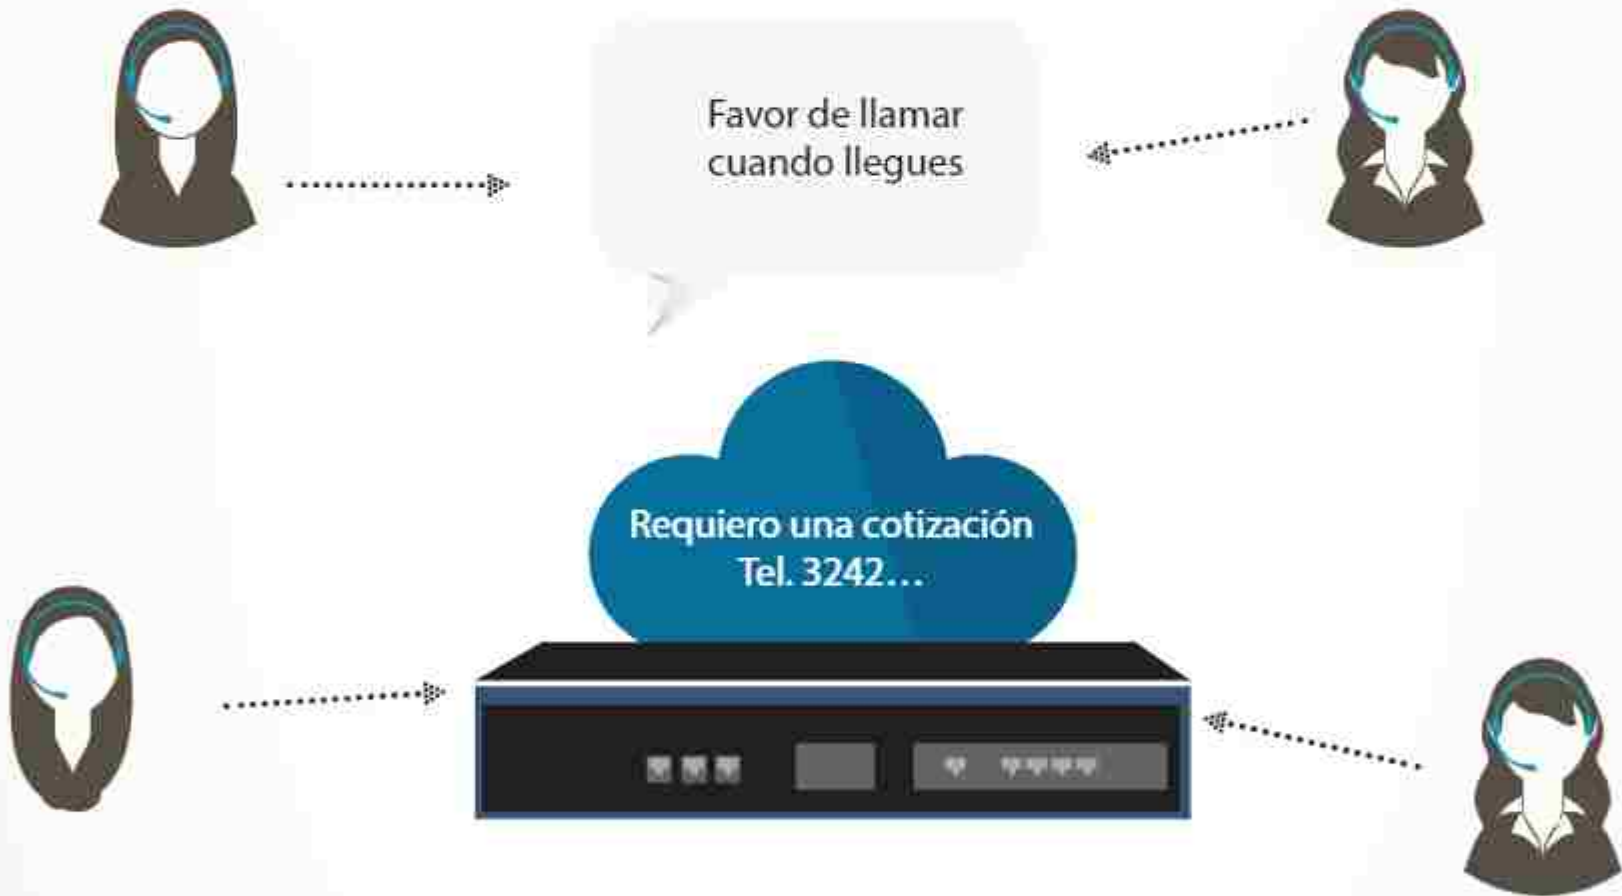 Favor de llamar
cuando llegues
Requiero una cotización
Tel. 3242...